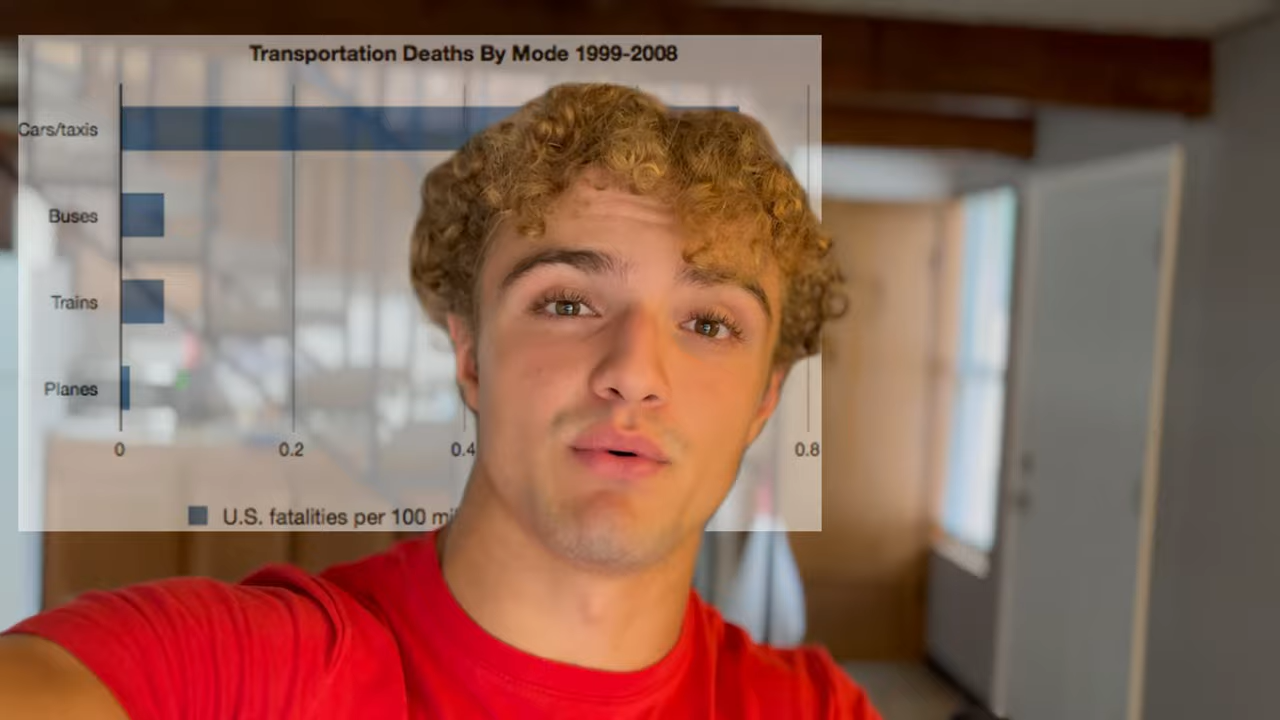 Transportation Deaths By Mode 1999-2008
Cars/taxis
Buses
Trains
Planes
0 0.2 0.4 0.8
U.S. fatalities per 100